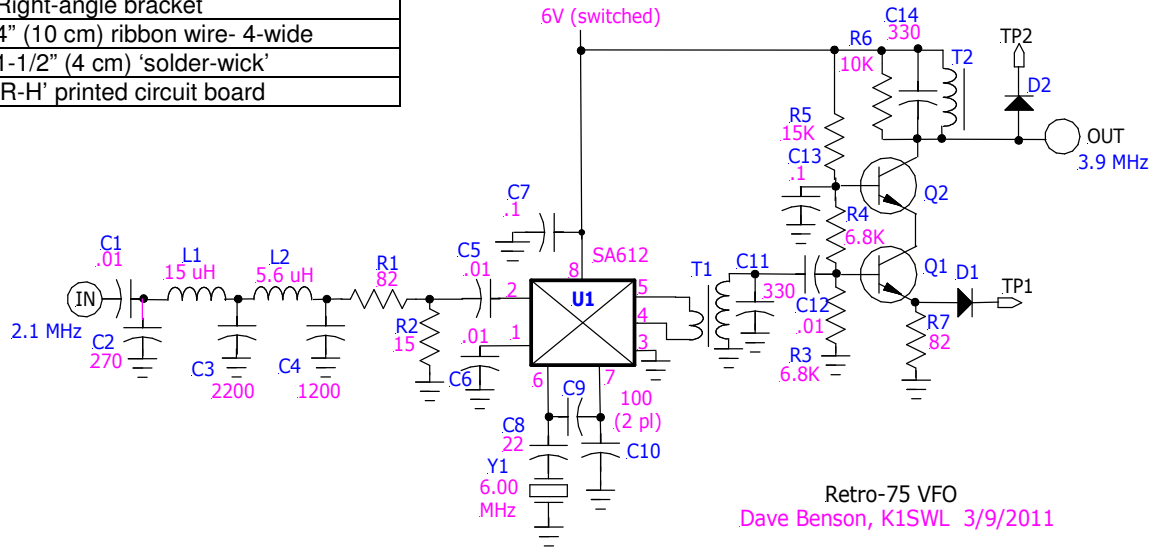 Right-angle bracket
4” (10 cm) ribbon wire- 4-wide
1-1/2” (4 cm) ‘solder-wick’
R-H’ printed circuit board
6V (switched)
C14
330
R6
10K
T2
TP2
D2
OUT
3.9 MHz
R5
15K
C13
.1
Q2
R4
6.8K
C7
.1
SA612
C1
.01
L1
15 uH
L2
5.6 uH
R1
82
C5
.01
8
U1
2
5
T1
C11
330
Q1
D1
TP1
IN
2.1 MHz
C2
270
C3
2200
C4
1200
R2
15
.01
C6
1
4
3
6
7
C12
.01
R3
6.8K
R7
82
C9
100
(2 pl)
C8
22
C10
Y1
6.00
MHz
Retro-75 VFO
Dave Benson, K1SWL 3/9/2011